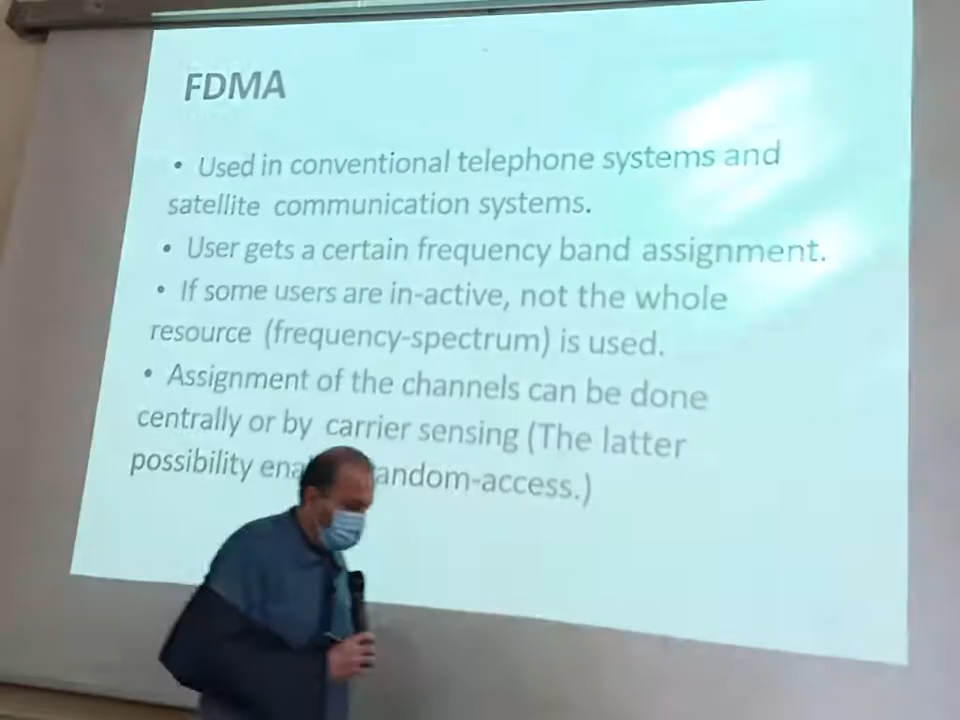 FDMA
• Used in conventional telephone systems and
satellite communication systems.
• User gets a certain frequency band assignment.
• If some users are in-active, not the whole
resource (frequency-spectrum) is used.
• Assignment of the channels can be done
centrally or by carrier sensing (The latter
possibility ena andom-access.)